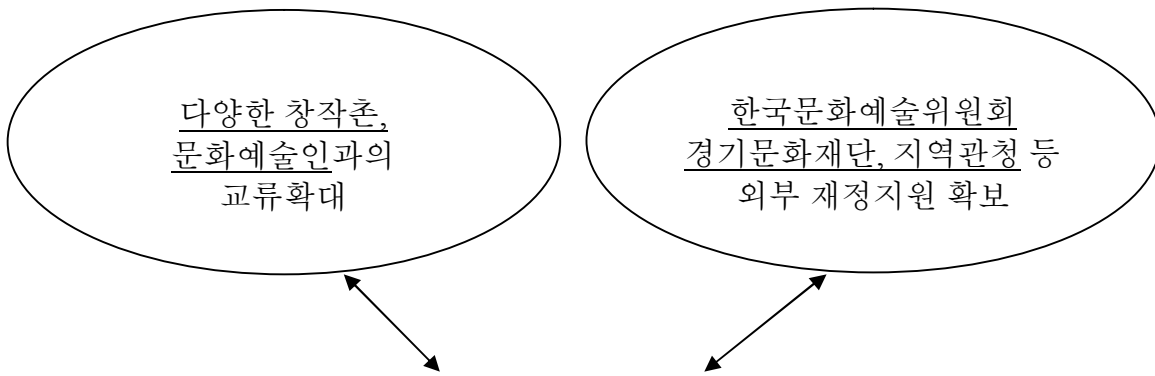 다양한 창작촌,
문화예술인과의
교류확대
한국문화예술위원회
경기문화재단, 지역관청 등
외부 재정지원 확보